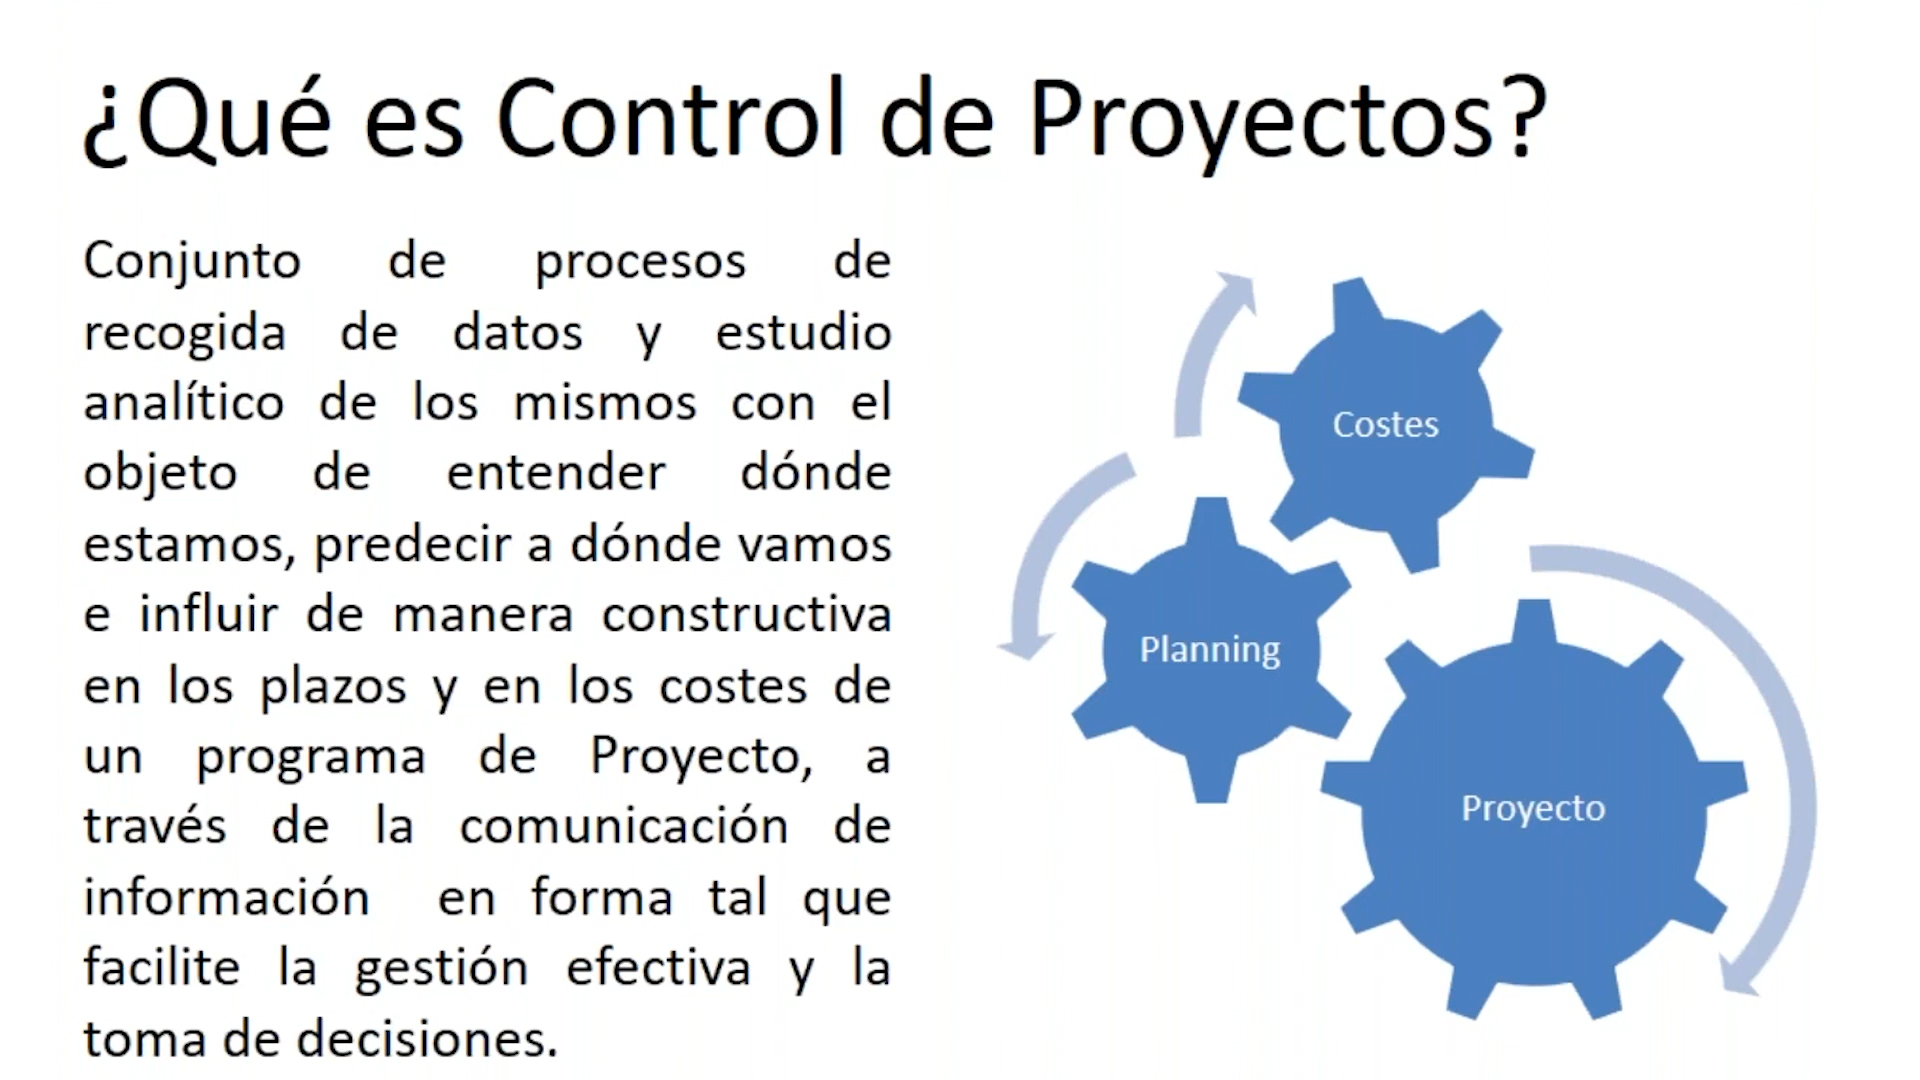 ¿Qué es Control de Proyectos?
Conjunto de procesos de
recogida de datos y estudio
analítico de los mismos con el
objeto de entender dónde
estamos, predecir a dónde vamos
e influir de manera constructiva
en los plazos y en los costes de
un programa de Proyecto, a
través de la comunicación de
información en forma tal que
facilite la gestión efectiva y la
toma de decisiones.
Costes
Planning
Proyecto